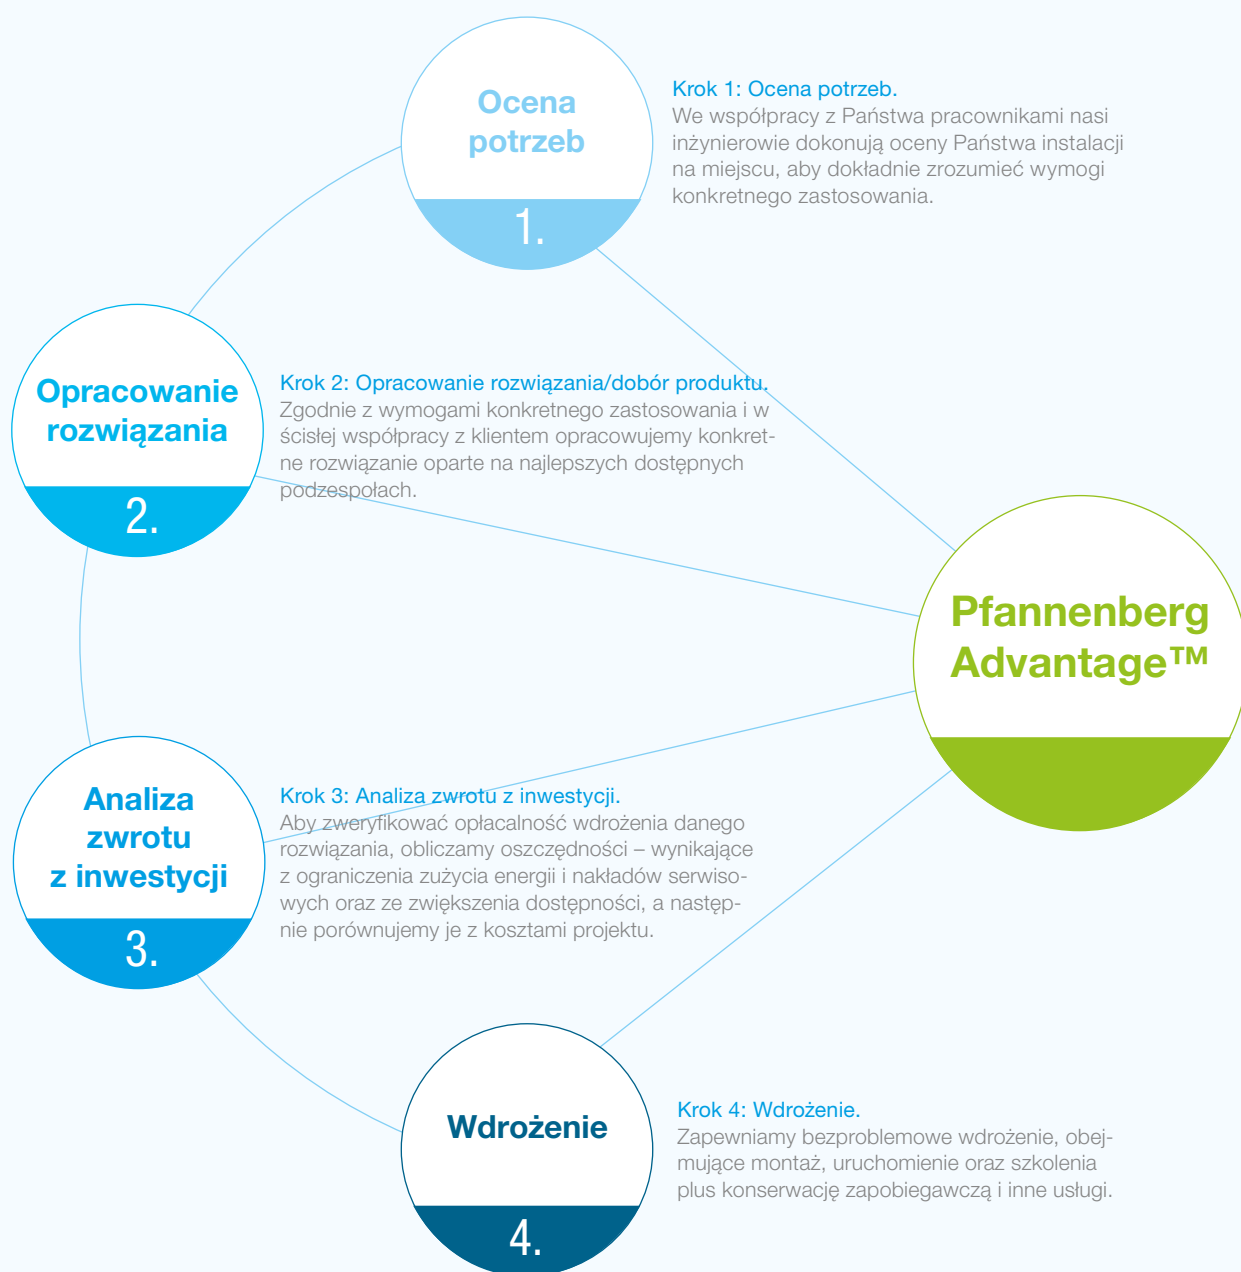 Ocena
potrzeb
1.
Krok 1: Ocena potrzeb.
We współpracy z Państwa pracownikami nasi
inżynierowie dokonują oceny Państwa instalacji
na miejscu, aby dokładnie zrozumieć wymogi
konkretnego zastosowania.
Opracowanie
rozwiązania
2.
Krok 2: Opracowanie rozwiązania/dobór produktu.
Zgodnie z wymogami konkretnego zastosowania i w
ścisłej współpracy z klientem opracowujemy konkret-
ne rozwiązanie oparte na najlepszych dostępnych
podzespołach.
Pfannenberg
Advantage™
Analiza
zwrotu
z inwestycji
3.
Krok 3: Analiza zwrotu z inwestycji.
Aby zweryfikować opłacalność wdrożenia danego
rozwiązania, obliczamy oszczędności – wynikające
z ograniczenia zużycia energii i nakładów serwiso-
wych oraz ze zwiększenia dostępności, a następ-
nie porównujemy je z kosztami projektu.
Wdrożenie
4.
Krok 4: Wdrożenie.
Zapewniamy bezproblemowe wdrożenie, obej-
mujące montaż, uruchomienie oraz szkolenia
plus konserwację zapobiegawczą i inne usługi.